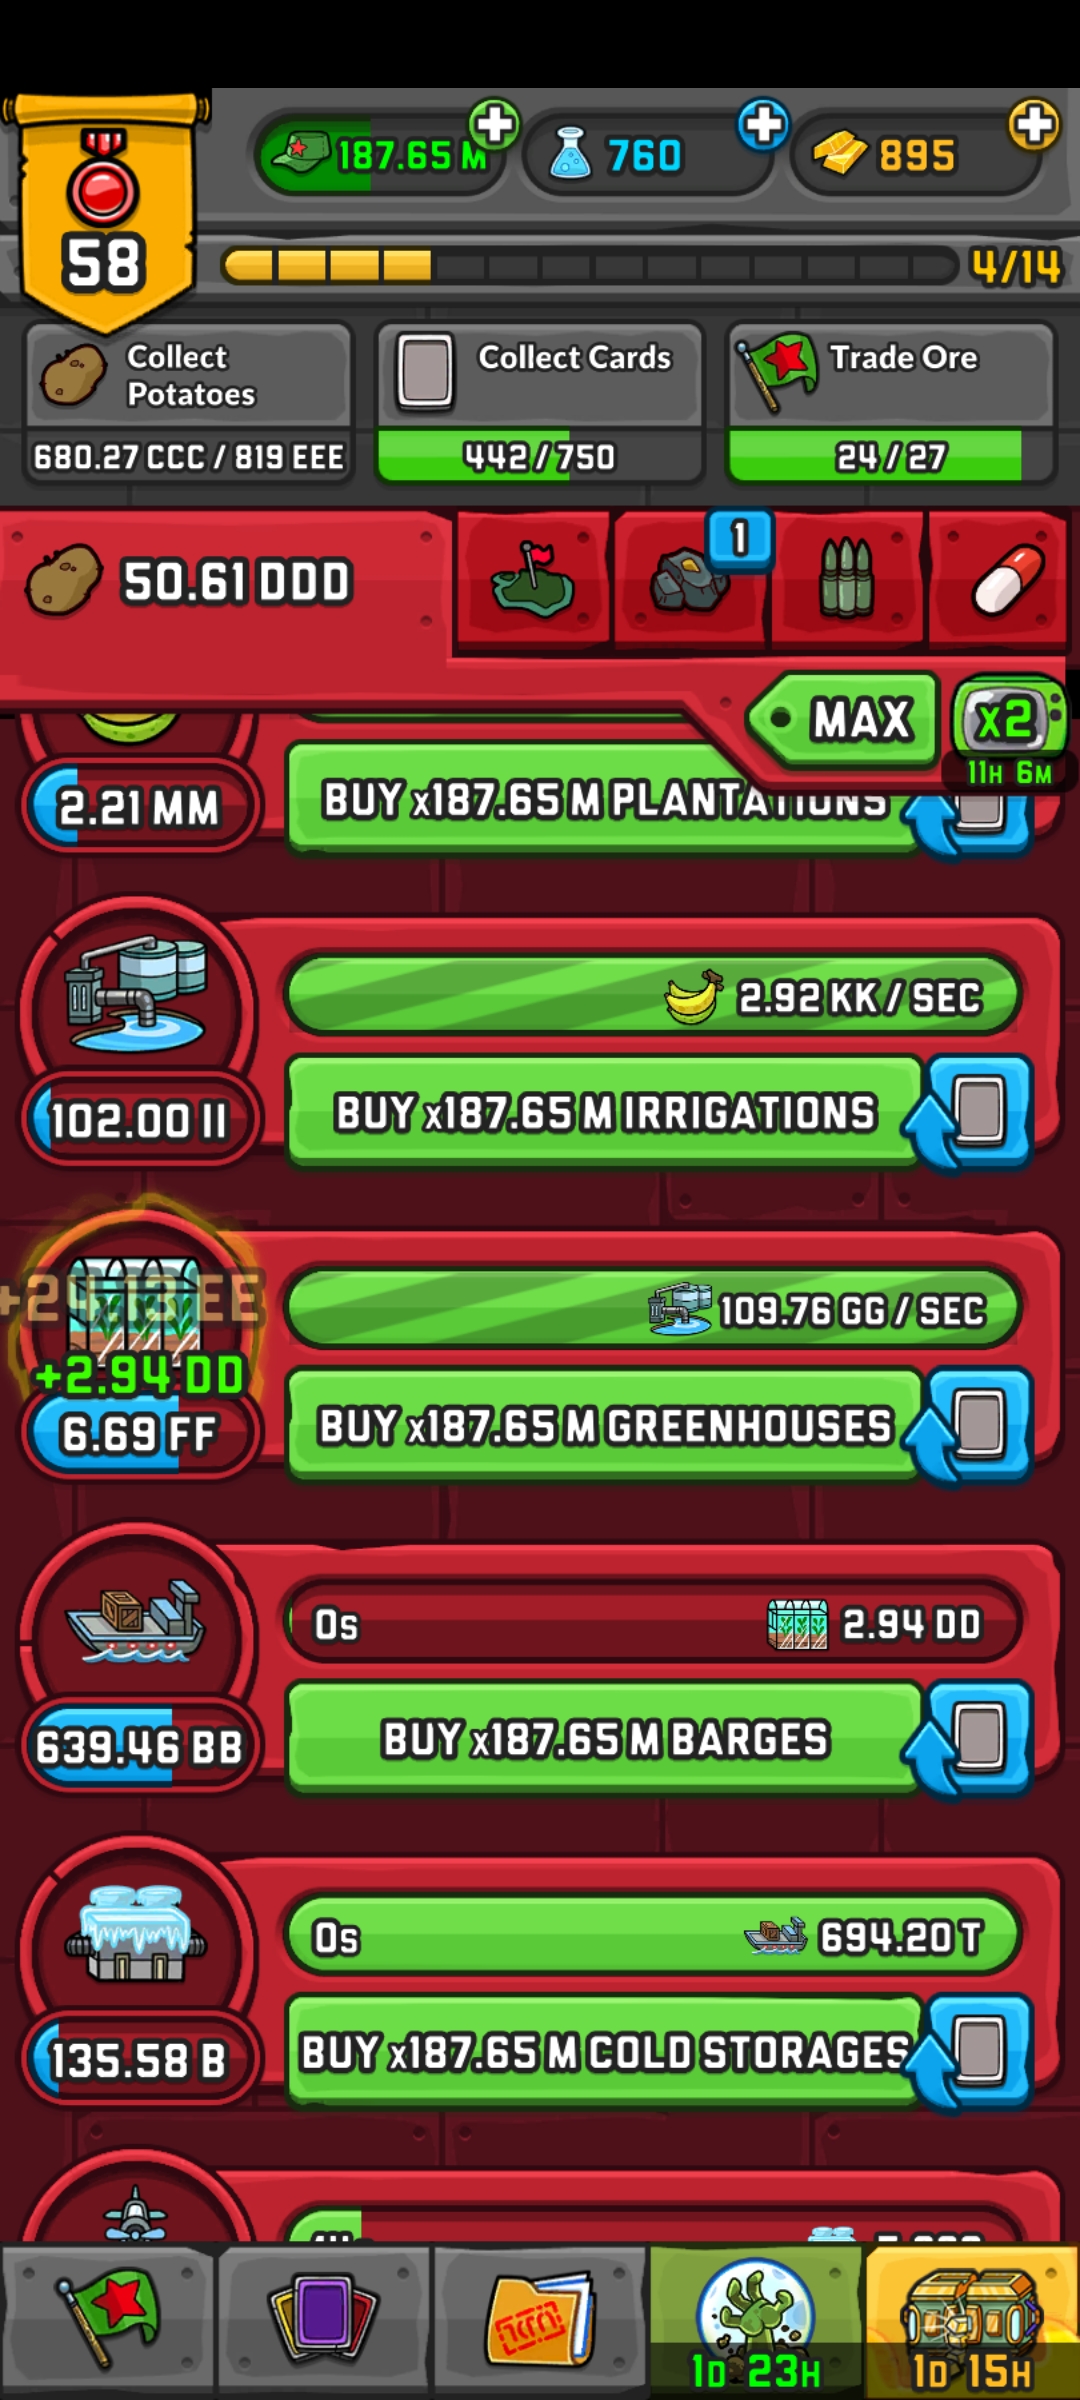 187.65 M
760
895
58
4/14
Collect
Potatoes
680.27 CCC / 819 EEE
Collect Cards
442/750
Trade Ore
24/27
50.61 DDD
1
MAX
x2
11H 6M
2.21 MM
BUY x187.65 M PLANTATIONS
2.92 KK / SEC
102.00 II
BUY x187.65 M IRRIGATIONS
109.76 GG / SEC
+2.94 DD
6.69 FF
BUY x187.65 M GREENHOUSES
0s
2.94 DD
639.46 BB
BUY x187.65 M BARGES
0s
694.20 T
135.58 B
BUY x187.65 M COLD STORAGES
1D 23H
1D 15H